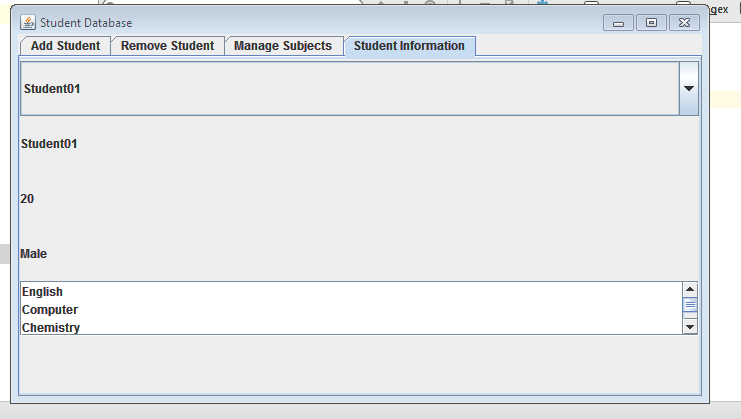 gex
Student Database
Add Student Remove Student Manage Subjects Student Information
Student01
Student01
20
Male
English
Computer
Chemistry